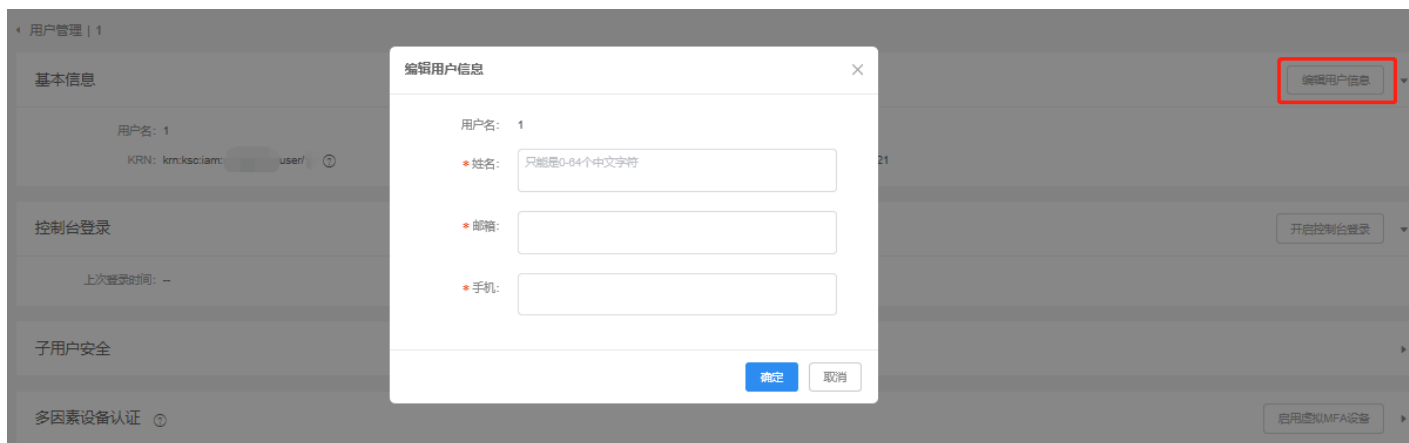 用户管理 | 1
基本信息
编辑用户信息
用户名: 1
KRN: krn:ksc:iam: user/
21
控制台登录
开启控制台登录
上次登录时间: --
子用户安全
多因素设备认证
启用虚拟MFA设备
编辑用户信息
用户名: 1
*姓名: 只能是0-64个中文字符
*邮箱:
*手机:
确定 取消